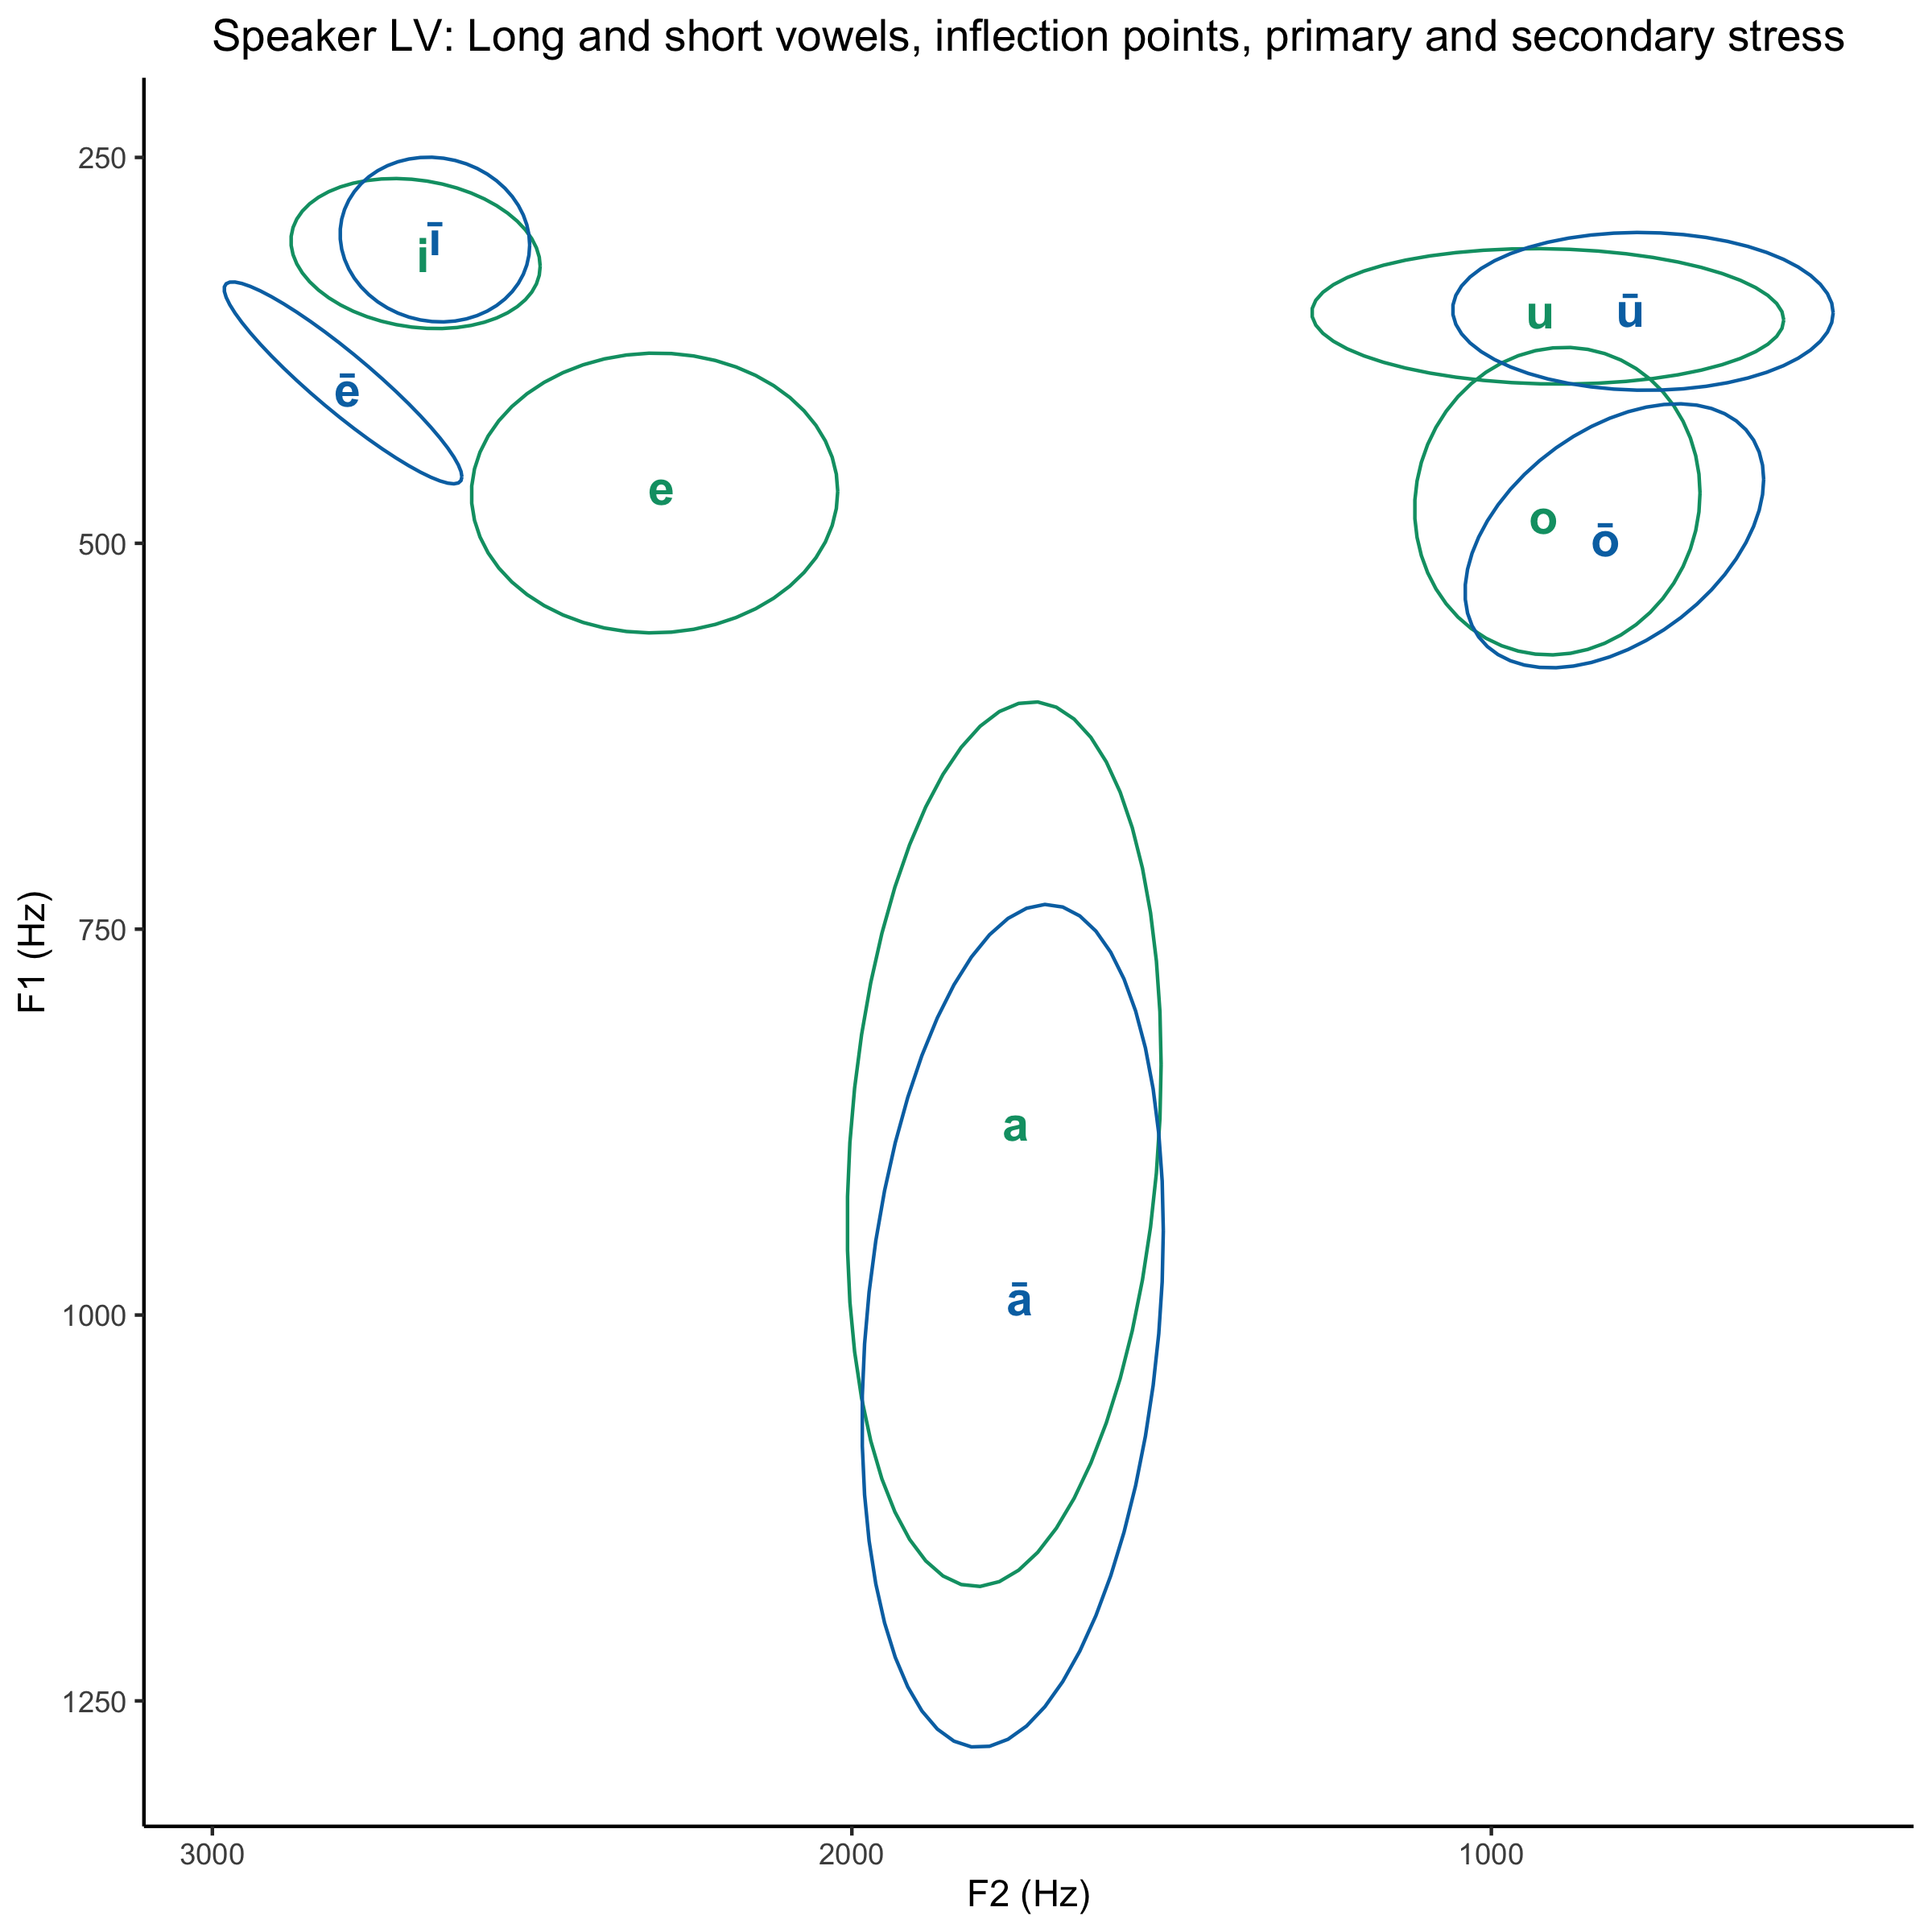 Speaker LV: Long and short vowels, inflection points, primary and secondary stress
250
i
ī
ē
u
ū
e
500
o
ō
F1 (Hz)
750
a
1000
ā
1250
3000
2000
1000
F2 (Hz)